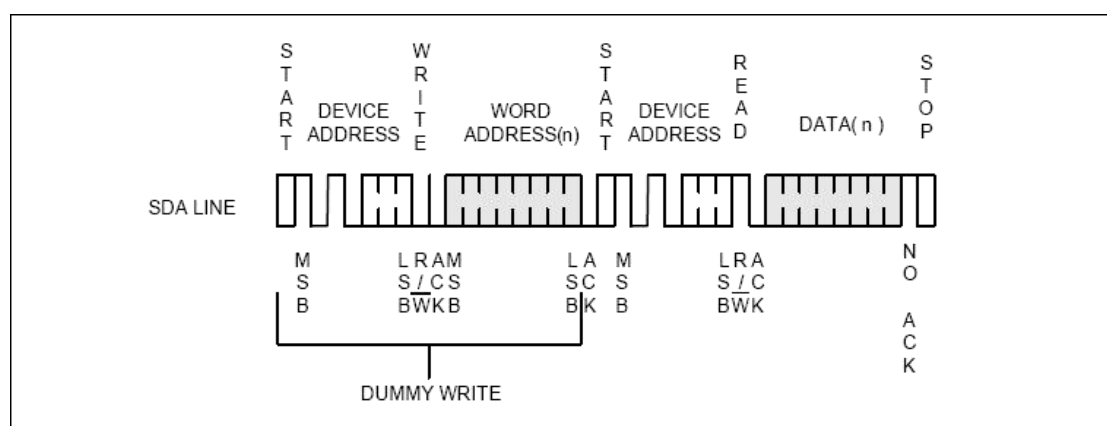 START
DEVICE
ADDRESS
WRITE
WORD
ADDRESS(n)
START
DEVICE
ADDRESS
READ
DATA( n )
STOP
SDA LINE
MSB
LSB
R/W
ACK
MSB
LSB
ACK
MSB
LSB
R/W
ACK
NO ACK
DUMMY WRITE